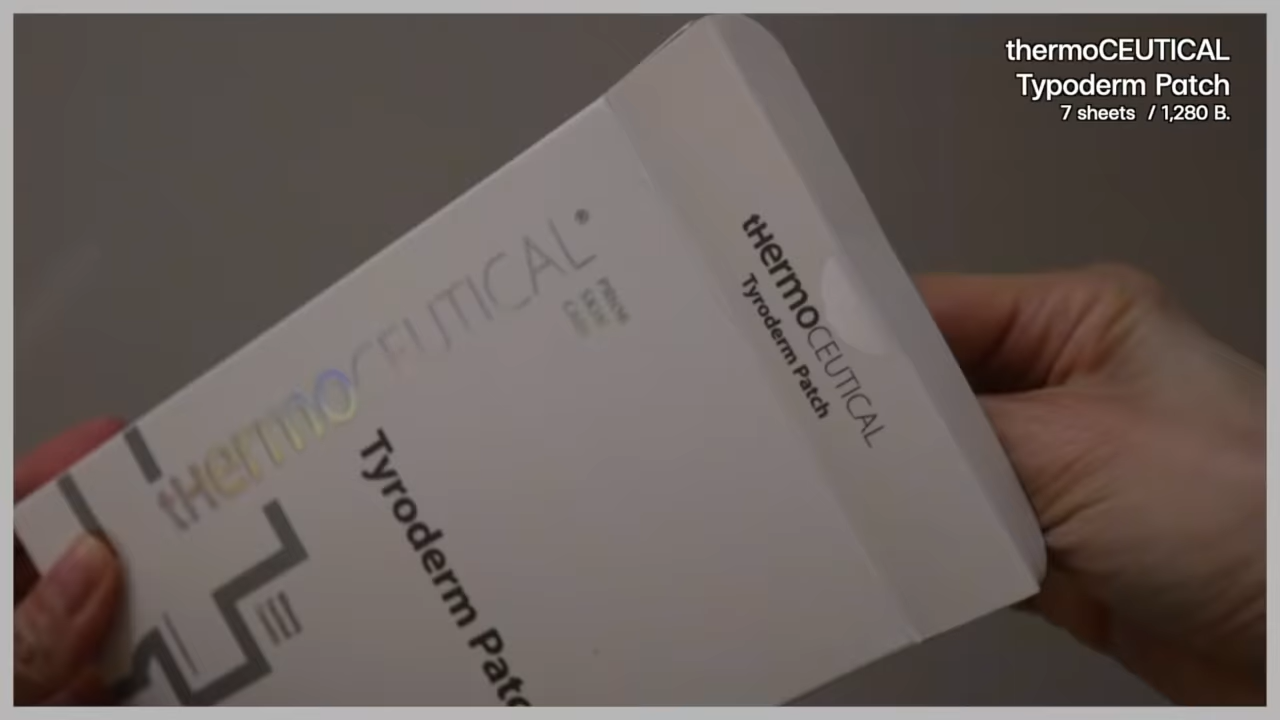 thermoCEUTICAL
Typoderm Patch
7 sheets / 1,280 B.
tHermoCEUTICAL
Tyroderm Patch
tHermoCEUTICAL®
Tyroderm Patc